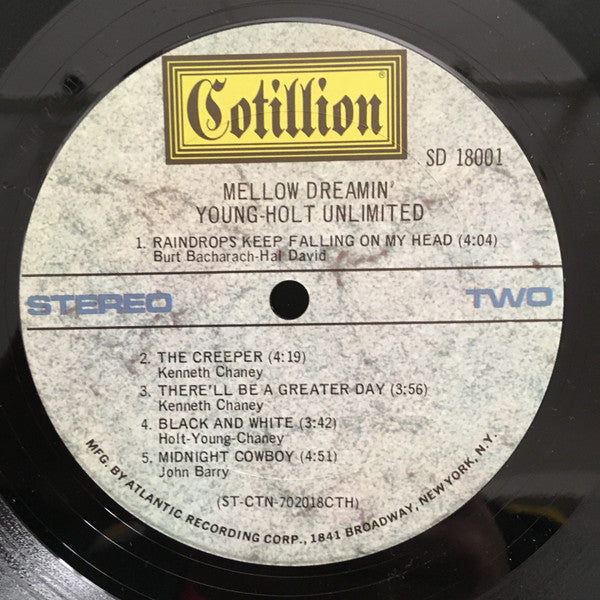 Cotillion®
SD 18001
MELLOW DREAMIN'
YOUNG-HOLT UNLIMITED
1. RAINDROPS KEEP FALLING ON MY HEAD (4:04)
Burt Bacharach-Hal David
STEREO TWO
2. THE CREEPER (4:19)
Kenneth Chaney
3. THERE'LL BE A GREATER DAY (3:56)
Kenneth Chaney
4. BLACK AND WHITE (3:42)
Holt-Young-Chaney
5. MIDNIGHT COWBOY (4:51)
John Barry
(ST-CTN-702018CTH)
MFG. BY ATLANTIC RECORDING CORP., 1841 BROADWAY, NEW YORK, N.Y.